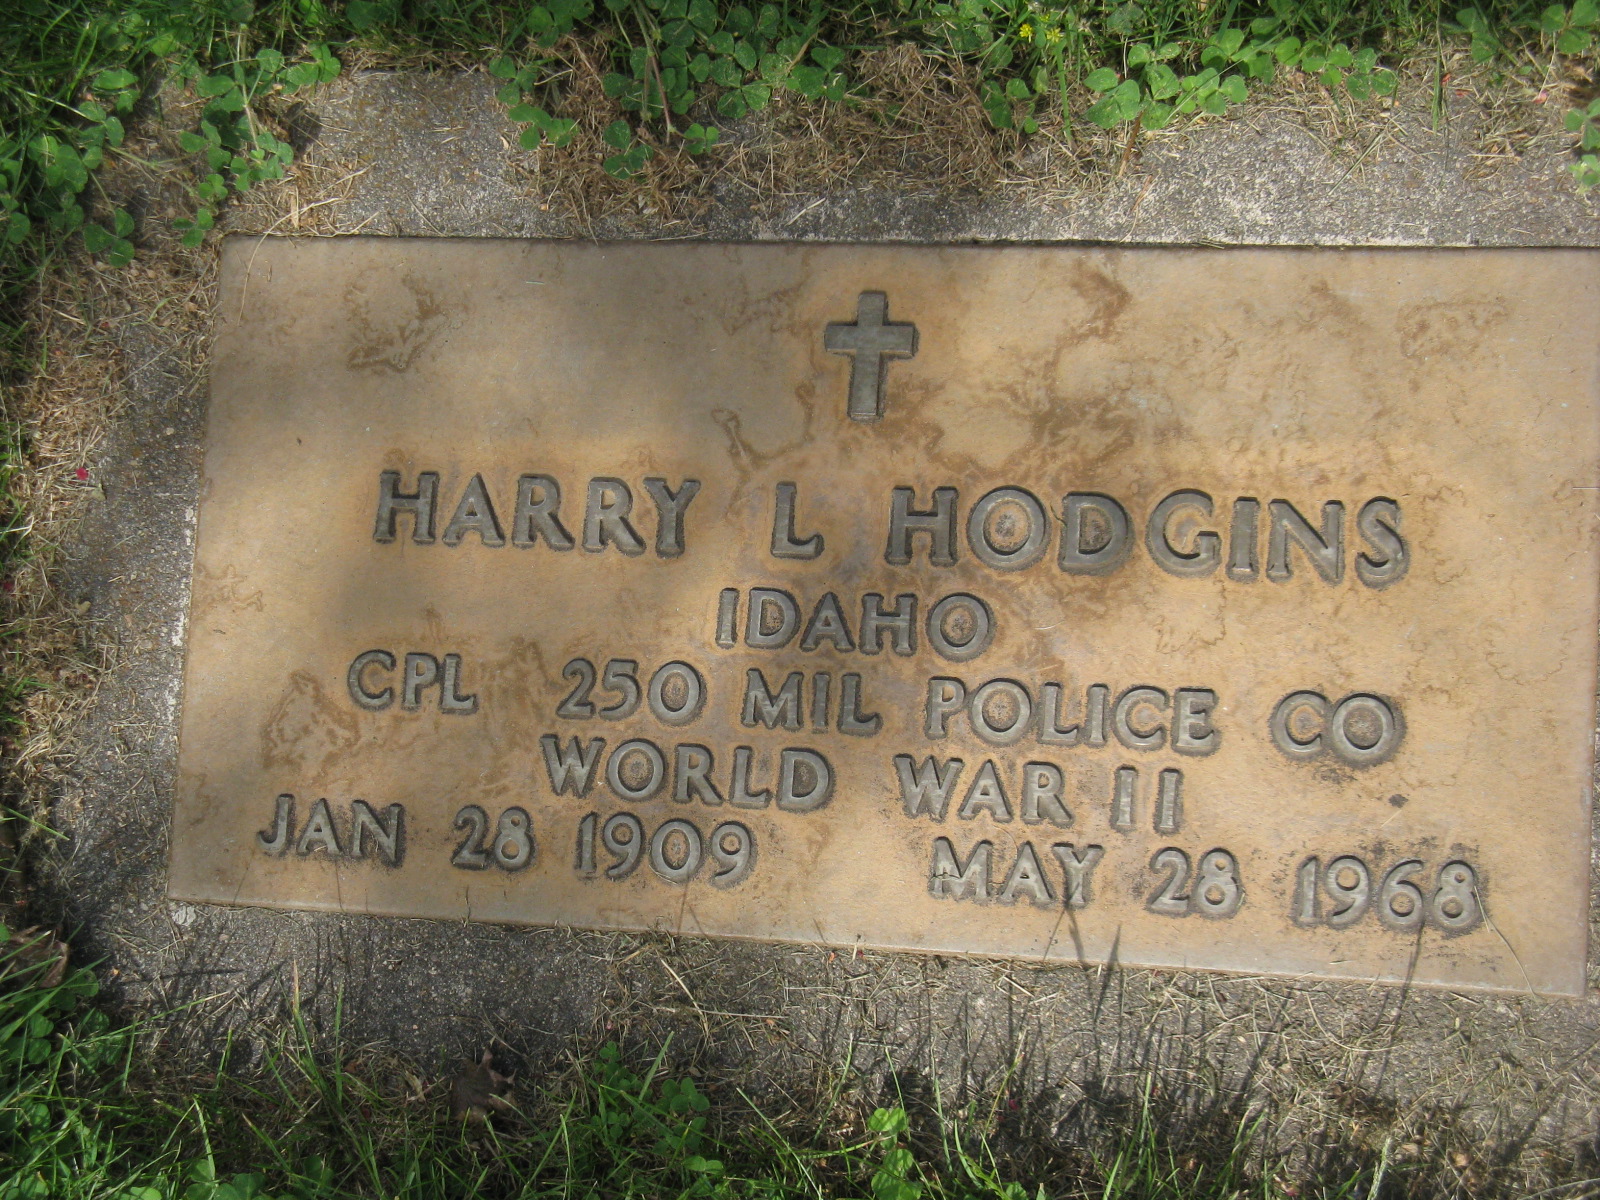 HARRY L HODGINS
IDAHO
CPL 250 MIL POLICE CO
WORLD WAR II
JAN 28 1909 MAY 28 1968